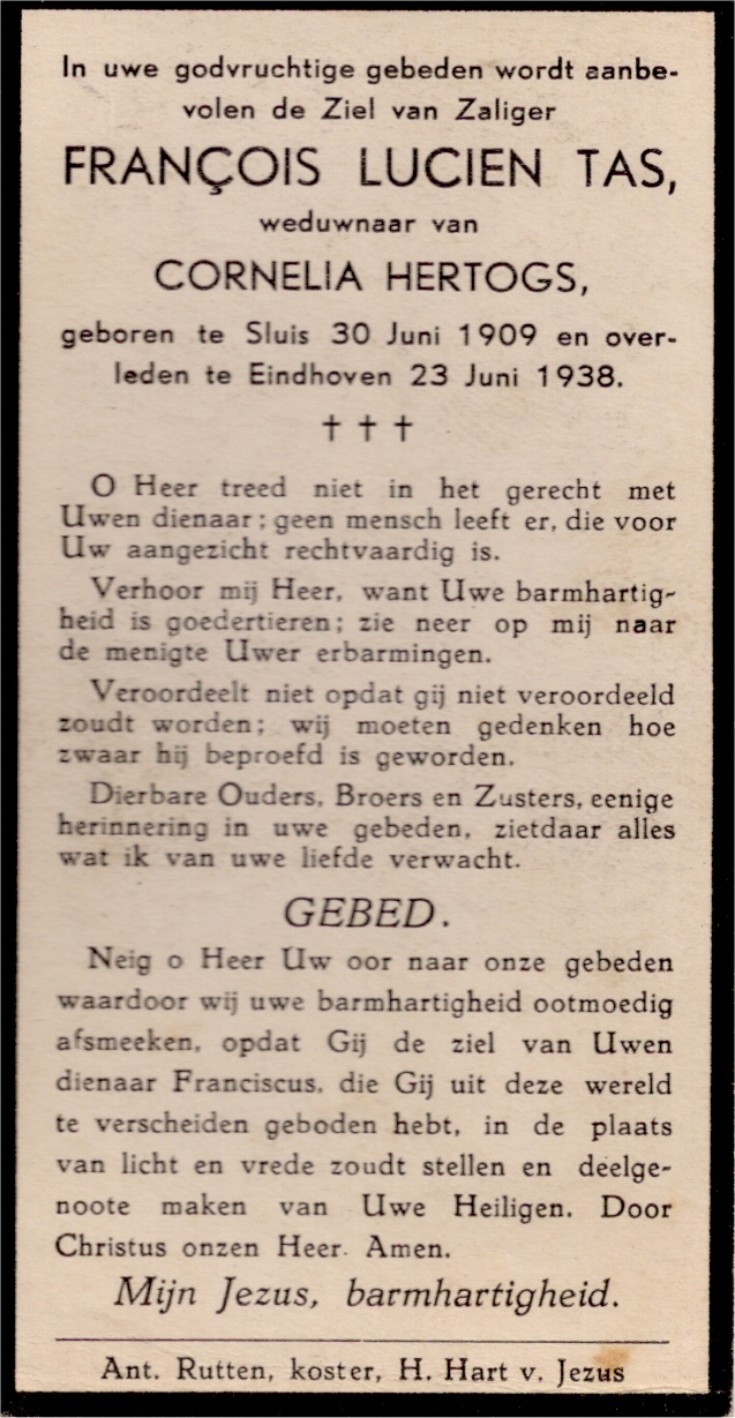 In uwe godvruchtige gebeden wordt aanbe-
volen de Ziel van Zaliger
FRANÇOIS LUCIEN TAS,
weduwnaar van
CORNELIA HERTOGS,
geboren te Sluis 30 Juni 1909 en over-
leden te Eindhoven 23 Juni 1938.
† † †
O Heer treed niet in het gerecht met
Uwen dienaar; geen mensch leeft er, die voor
Uw aangezicht rechtvaardig is.
Verhoor mij Heer, want Uwe barmhartig-
heid is goedertieren; zie neer op mij naar
de menigte Uwer erbarmingen.
Veroordeelt niet opdat gij niet veroordeeld
zoudt worden; wij moeten gedenken hoe
zwaar hij beproefd is geworden.
Dierbare Ouders, Broers en Zusters, eenige
herinnering in uwe gebeden, zietdaar alles
wat ik van uwe liefde verwacht.
GEBED.
Neig o Heer Uw oor naar onze gebeden
waardoor wij uwe barmhartigheid ootmoedig
afsmeeken, opdat Gij de ziel van Uwen
dienaar Franciscus, die Gij uit deze wereld
te verscheiden geboden hebt, in de plaats
van licht en vrede zoudt stellen en deelge-
noote maken van Uwe Heiligen. Door
Christus onzen Heer. Amen.
Mijn Jezus, barmhartigheid.
Ant. Rutten, koster, H. Hart v. Jezus